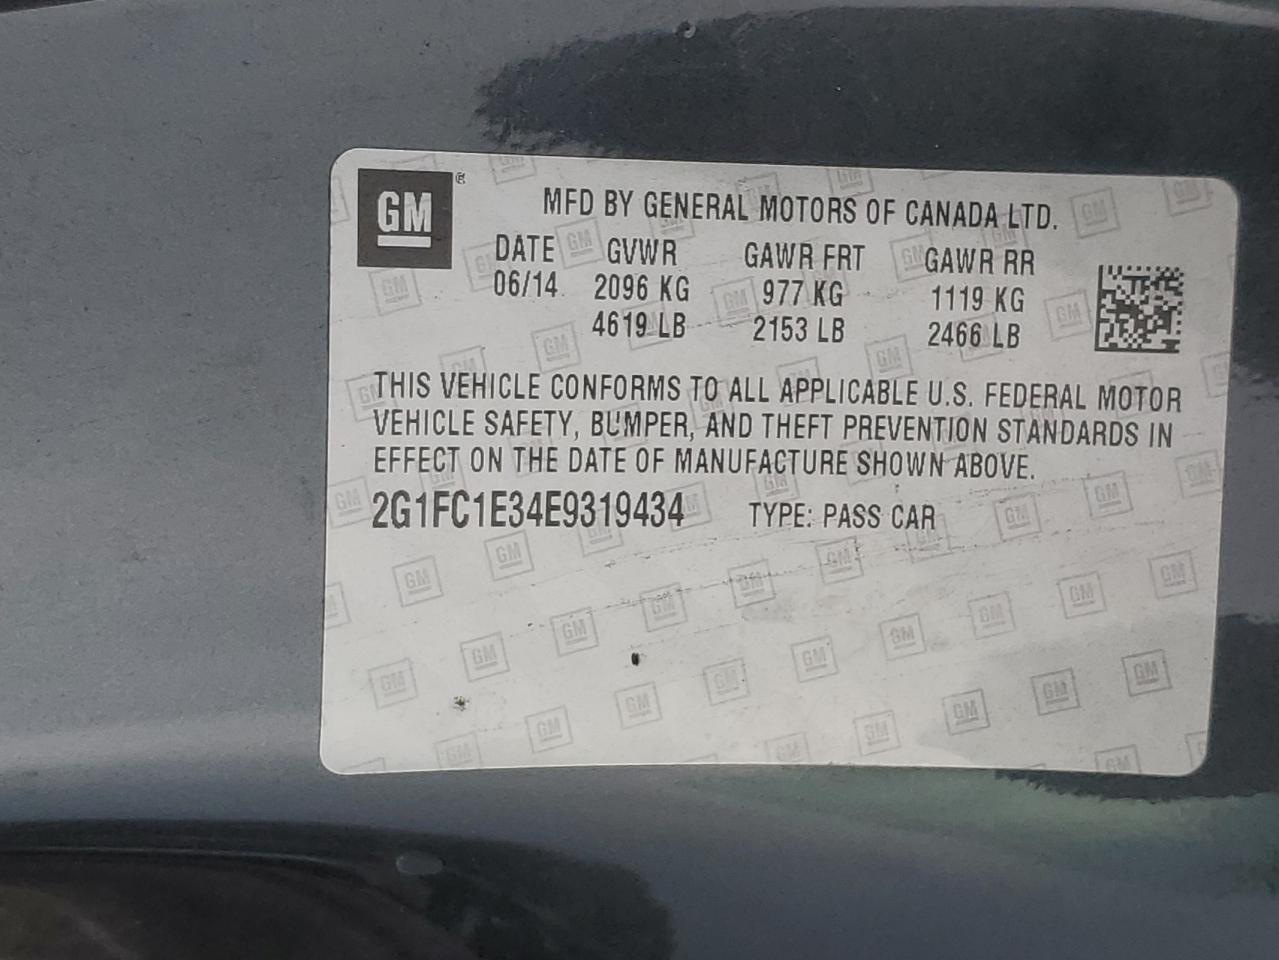 GM®
MFD BY GENERAL MOTORS OF CANADA LTD.
DATE GVWR GAWR FRT GAWR RR
06/14 2096 KG 977 KG 1119 KG
4619 LB 2153 LB 2466 LB
THIS VEHICLE CONFORMS TO ALL APPLICABLE U.S. FEDERAL MOTOR
VEHICLE SAFETY, BUMPER, AND THEFT PREVENTION STANDARDS IN
EFFECT ON THE DATE OF MANUFACTURE SHOWN ABOVE.
2G1FC1E34E9319434 TYPE: PASS CAR